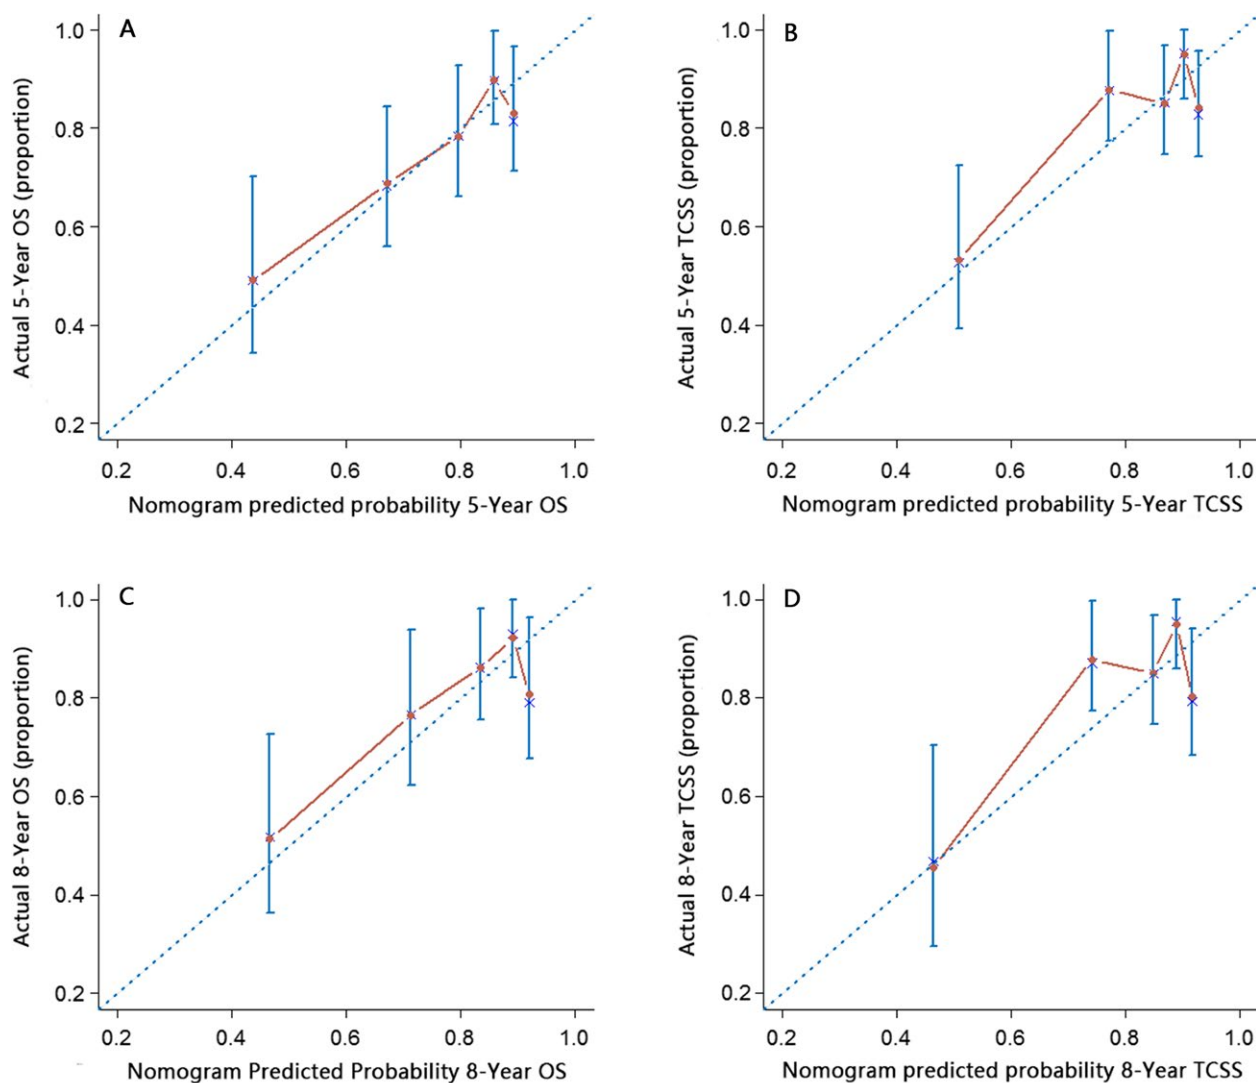 A
1.0
0.8
0.6
0.4
0.2
Actual 5-Year OS (proportion)
0.2 0.4 0.6 0.8 1.0
Nomogram predicted probability 5-Year OS
B
1.0
0.8
0.6
0.4
0.2
Actual 5-Year TCSS (proportion)
0.2 0.4 0.6 0.8 1.0
Nomogram predicted probability 5-Year TCSS
C
1.0
0.8
0.6
0.4
0.2
Actual 8-Year OS (proportion)
0.2 0.4 0.6 0.8 1.0
Nomogram Predicted Probability 8-Year OS
D
1.0
0.8
0.6
0.4
0.2
Actual 8-Year TCSS (proportion)
0.2 0.4 0.6 0.8 1.0
Nomogram predicted probability 8-Year TCSS